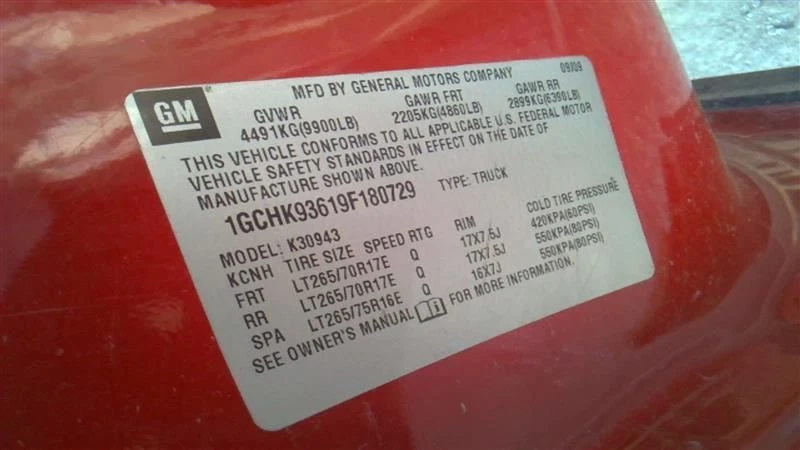 GM
MFD BY GENERAL MOTORS COMPANY 09/09
GVWR GAWR FRT GAWR RR
4491KG(9900LB) 2205KG(4860LB) 2899KG(6390LB)
THIS VEHICLE CONFORMS TO ALL APPLICABLE U.S. FEDERAL MOTOR
VEHICLE SAFETY STANDARDS IN EFFECT ON THE DATE OF
MANUFACTURE SHOWN ABOVE.
1GCHK93619F180729 TYPE: TRUCK
MODEL: K30943
KCNH TIRE SIZE SPEED RTG RIM COLD TIRE PRESSURE
FRT LT265/70R17E Q 17X7.5J 420KPA(60PSI)
RR LT265/70R17E Q 17X7.5J 550KPA(80PSI)
SPA LT265/75R16E Q 16X7J 550KPA(80PSI)
SEE OWNER'S MANUAL FOR MORE INFORMATION.